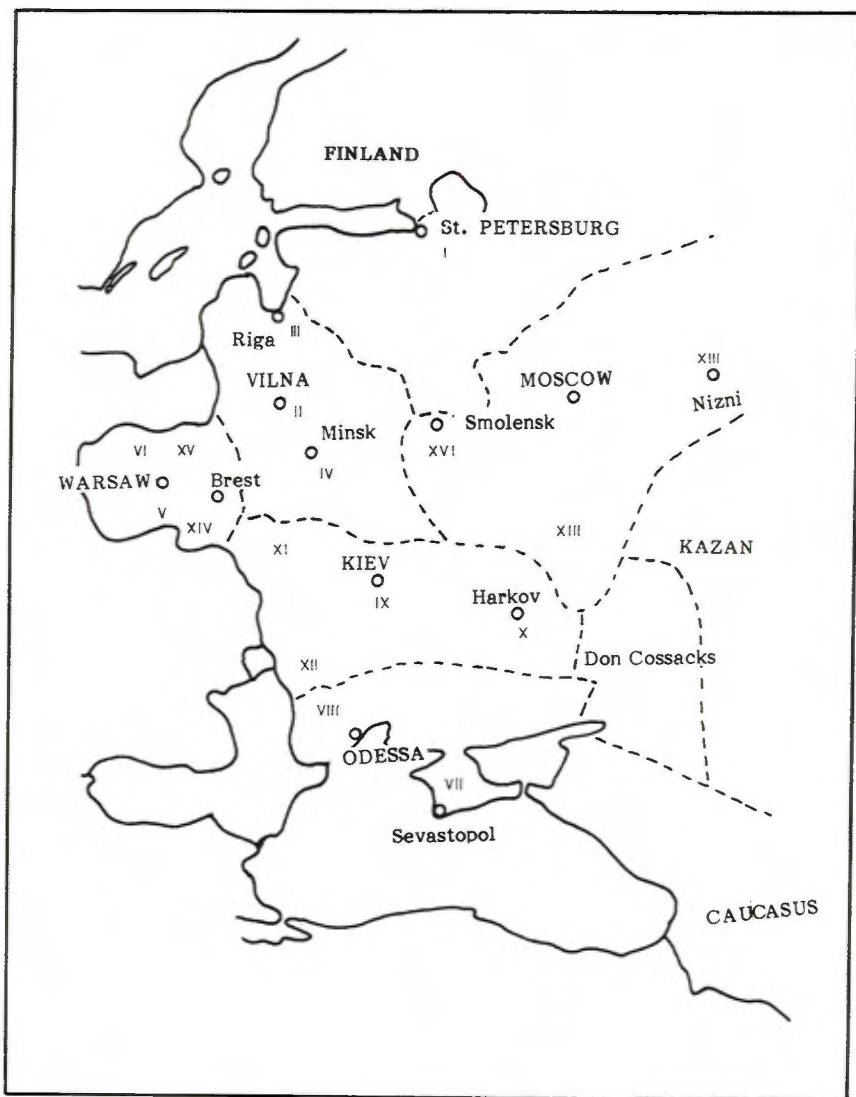 FINLAND
St. PETERSBURG
I
Riga
III
VILNA
II
Minsk
IV
MOSCOW
XIII
Nizni
Smolensk
XVI
VI
XV
WARSAW
Brest
V
XIV
XI
KIEV
IX
XIII
KAZAN
Harkov
X
Don Cossacks
XII
VIII
ODESSA
VII
Sevastopol
CAUCASUS